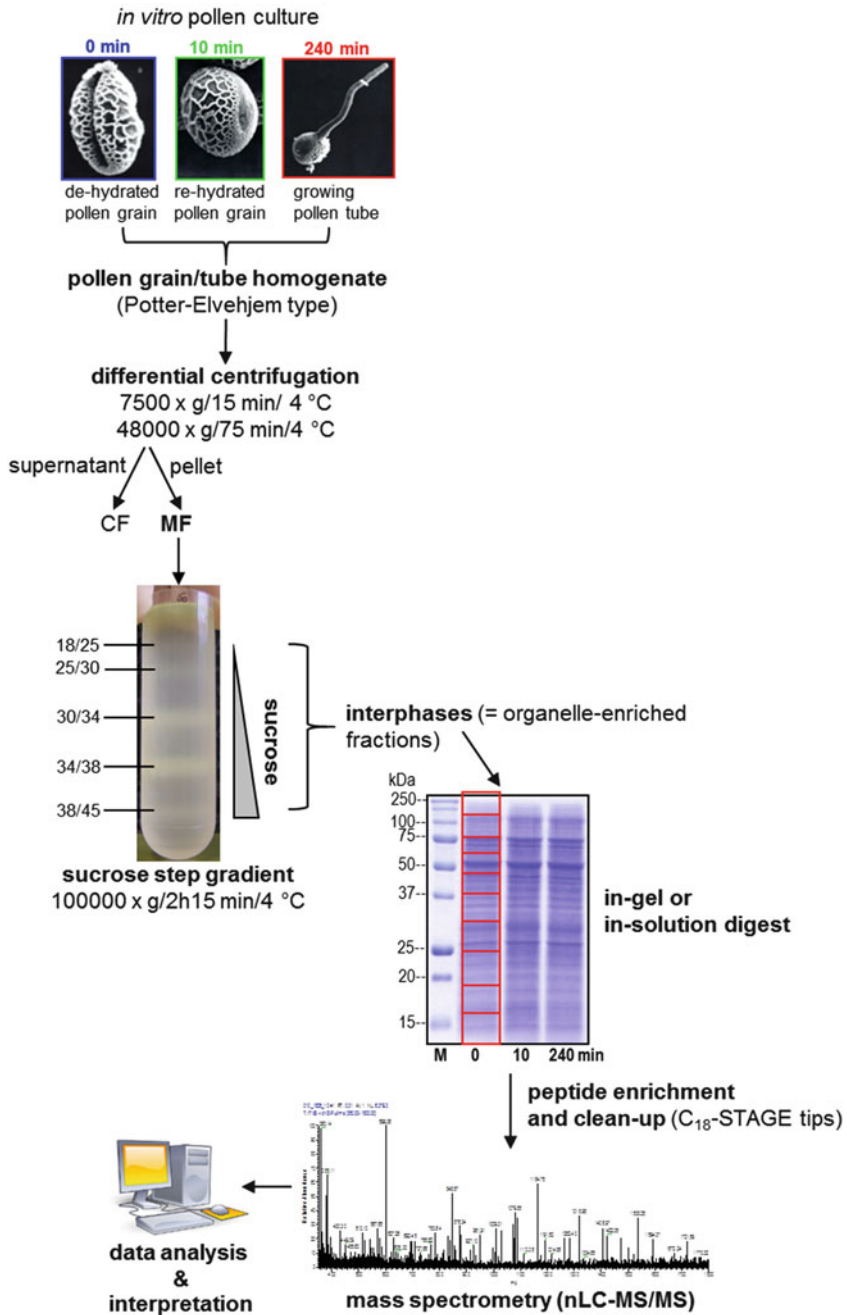 in vitro pollen culture
0 min
10 min
240 min
de-hydrated
pollen grain
re-hydrated
pollen grain
growing
pollen tube
pollen grain/tube homogenate
(Potter-Elvehjem type)
differential centrifugation
7500 x g/15 min/ 4 °C
48000 x g/75 min/4 °C
supernatant
pellet
CF
MF
18/25
25/30
30/34
34/38
38/45
sucrose
interphases (= organelle-enriched
fractions)
sucrose step gradient
100000 x g/2h15 min/4 °C
kDa
250
100
75
50
37
25
20
15
M 0 10 240 min
in-gel or
in-solution digest
peptide enrichment
and clean-up (C₁₈-STAGE tips)
data analysis
&
interpretation
mass spectrometry (nLC-MS/MS)